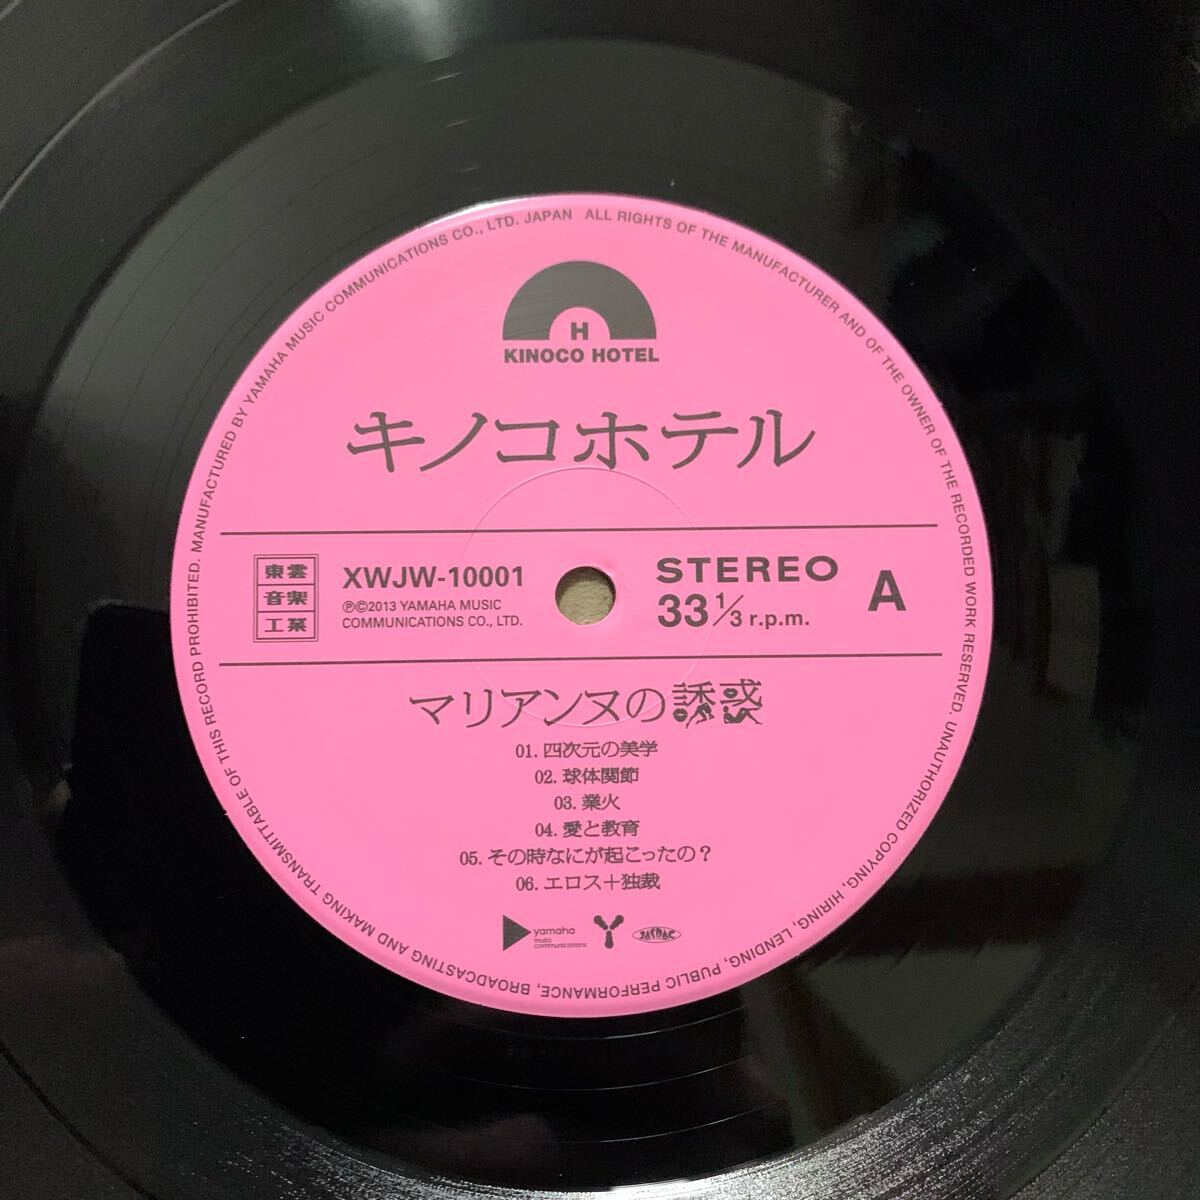 MANUFACTURED BY YAMAHA MUSIC COMMUNICATIONS CO., LTD. JAPAN ALL RIGHTS OF THE MANUFACTURER AND OF THE OWNER OF THE RECORDED WORK RESERVED. UNAUTHORIZED COPYING, HIRING, LENDING, PUBLIC PERFORMANCE, BROADCASTING AND MAKING TRANSMITTABLE OF THIS RECORD PROHIBITED.
H
KINOCO HOTEL
キノコホテル
東雲
音楽
工業
XWJW-10001
℗©2013 YAMAHA MUSIC
COMMUNICATIONS CO., LTD.
STEREO
33 1/3 r.p.m.
A
マリアンヌの誘惑
01. 四次元の美学
02. 球体関節
03. 業火
04. 愛と教育
05. その時なにが起こったの?
06. エロス+独裁
yamaha
music
communications
JASRAC